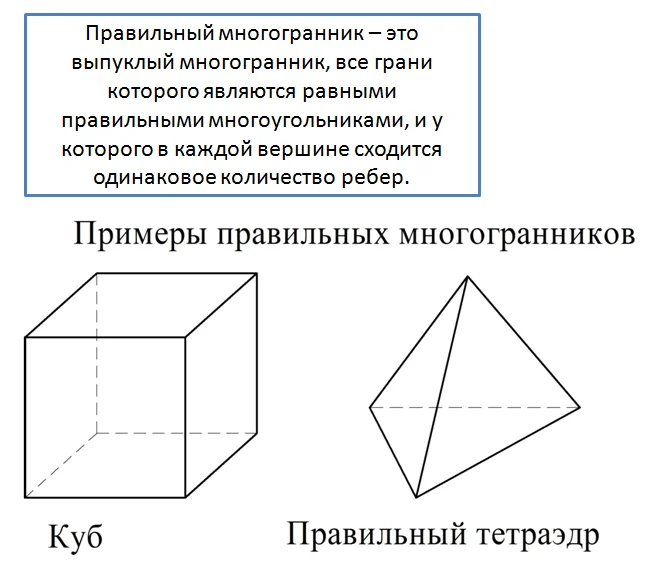 Правильный многогранник – это
выпуклый многогранник, все грани
которого являются равными
правильными многоугольниками, и у
которого в каждой вершине сходится
одинаковое количество ребер.
Примеры правильных многогранников
Куб
Правильный тетраэдр